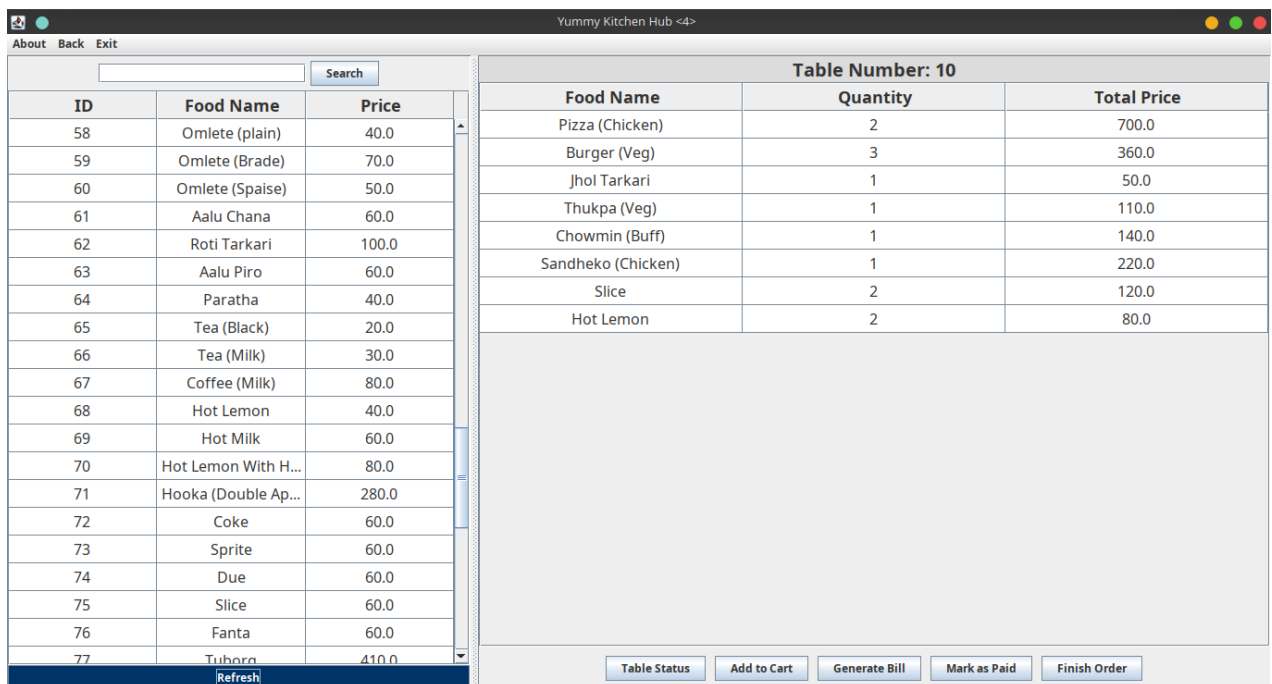 Yummy Kitchen Hub <4>
About Back Exit
Search
ID Food Name Price
58 Omlete (plain) 40.0
59 Omlete (Brade) 70.0
60 Omlete (Spaise) 50.0
61 Aalu Chana 60.0
62 Roti Tarkari 100.0
63 Aalu Piro 60.0
64 Paratha 40.0
65 Tea (Black) 20.0
66 Tea (Milk) 30.0
67 Coffee (Milk) 80.0
68 Hot Lemon 40.0
69 Hot Milk 60.0
70 Hot Lemon With H... 80.0
71 Hooka (Double Ap... 280.0
72 Coke 60.0
73 Sprite 60.0
74 Due 60.0
75 Slice 60.0
76 Fanta 60.0
77 Tuborg 410.0
Refresh
Table Number: 10
Food Name Quantity Total Price
Pizza (Chicken) 2 700.0
Burger (Veg) 3 360.0
Jhol Tarkari 1 50.0
Thukpa (Veg) 1 110.0
Chowmin (Buff) 1 140.0
Sandheko (Chicken) 1 220.0
Slice 2 120.0
Hot Lemon 2 80.0
Table Status Add to Cart Generate Bill Mark as Paid Finish Order